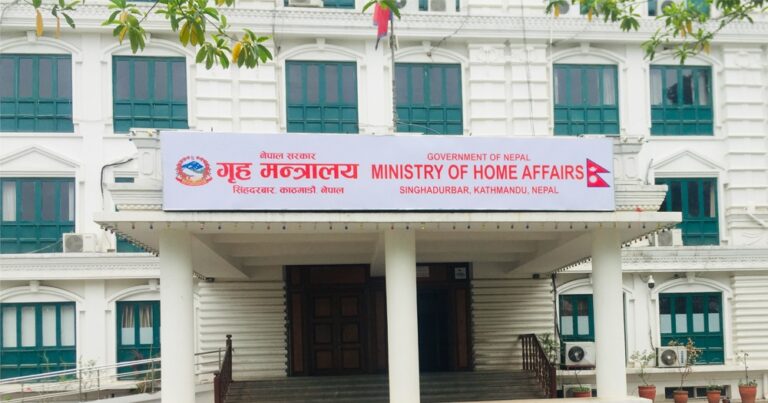 नेपाल सरकार
गृह मन्त्रालय
सिंहदरबार, काठमाडौं, नेपाल
GOVERNMENT OF NEPAL
MINISTRY OF HOME AFFAIRS
SINGHADURBAR, KATHMANDU, NEPAL